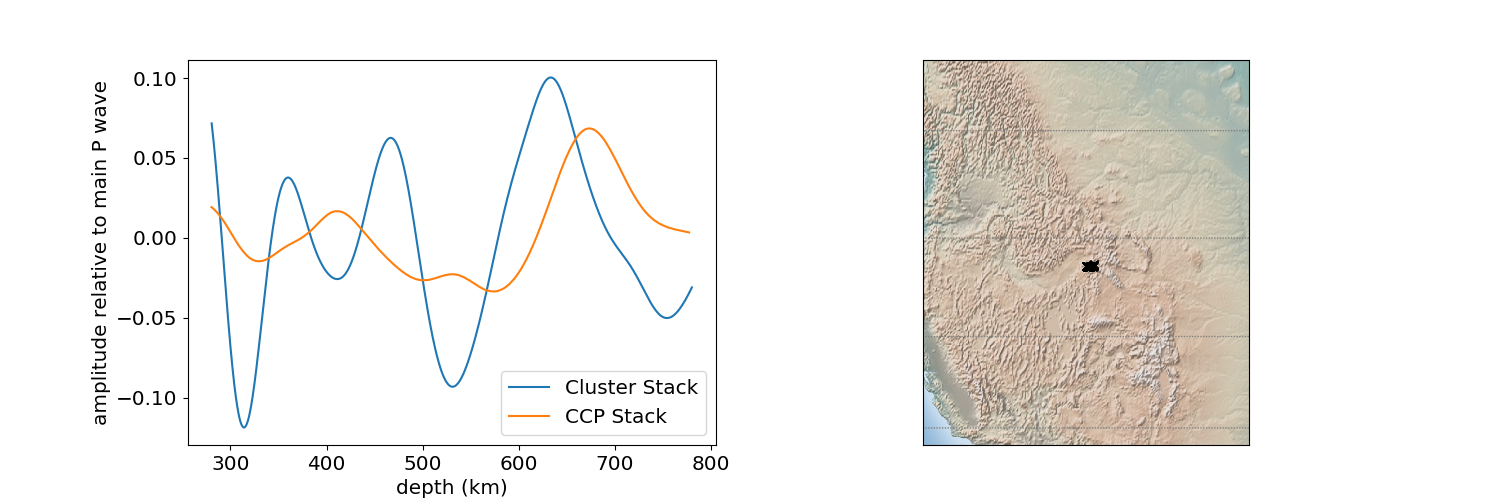 amplitude relative to main P wave
0.10
0.05
0.00
−0.05
−0.10
Cluster Stack
CCP Stack
300 400 500 600 700 800
depth (km)